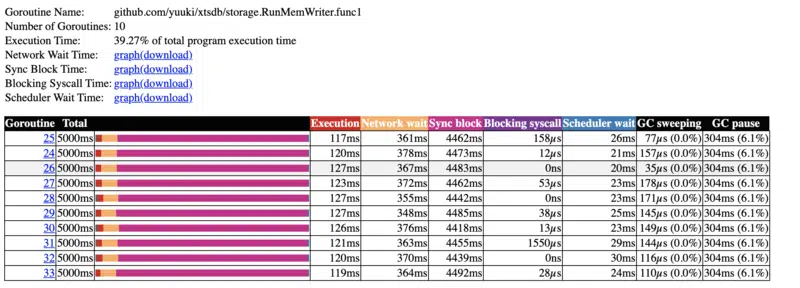 Goroutine Name: github.com/yuuki/xtsdb/storage.RunMemWriter.func1
Number of Goroutines: 10
Execution Time: 39.27% of total program execution time
Network Wait Time: graph(download)
Sync Block Time: graph(download)
Blocking Syscall Time: graph(download)
Scheduler Wait Time: graph(download)
Goroutine Total Execution Network wait Sync block Blocking syscall Scheduler wait GC sweeping GC pause
25 5000ms 117ms 361ms 4462ms 158µs 26ms 77µs (0.0%) 304ms (6.1%)
24 5000ms 120ms 378ms 4473ms 12µs 21ms 157µs (0.0%) 304ms (6.1%)
26 5000ms 127ms 367ms 4483ms 0ns 20ms 35µs (0.0%) 304ms (6.1%)
27 5000ms 123ms 372ms 4462ms 53µs 23ms 178µs (0.0%) 304ms (6.1%)
28 5000ms 127ms 355ms 4442ms 0ns 23ms 171µs (0.0%) 304ms (6.1%)
29 5000ms 127ms 348ms 4485ms 38µs 25ms 145µs (0.0%) 304ms (6.1%)
30 5000ms 126ms 376ms 4418ms 13µs 23ms 149µs (0.0%) 304ms (6.1%)
31 5000ms 121ms 363ms 4455ms 1550µs 29ms 144µs (0.0%) 304ms (6.1%)
32 5000ms 120ms 370ms 4439ms 0ns 30ms 116µs (0.0%) 304ms (6.1%)
33 5000ms 119ms 364ms 4492ms 28µs 24ms 110µs (0.0%) 304ms (6.1%)